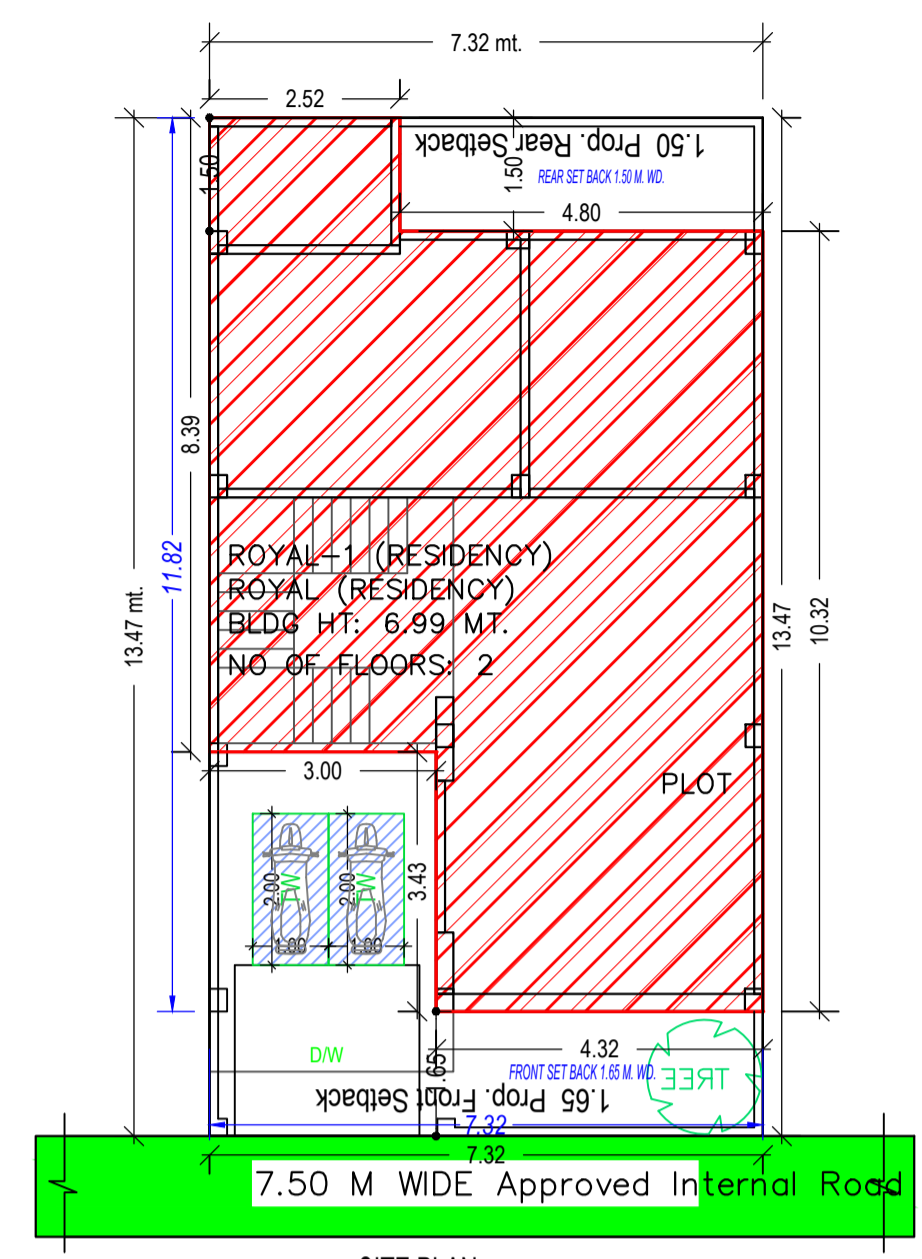 7.32 mt.
2.52
1.50 Prop. Rear Setback
1.50
1.50
REAR SET BACK 1.50 M. WD.
4.80
8.39
13.47 mt.
11.82
13.47
10.32
ROYAL-1 (RESIDENCY)
ROYAL (RESIDENCY)
BLDG HT: 6.99 MT.
NO OF FLOORS: 2
3.00
PLOT
3.43
2.00
2.00
D/W
4.32
1.65
FRONT SET BACK 1.65 M. WD.
TREE
1.65 Prop. Front Setback
7.32
7.32
7.50 M WIDE Approved Internal Road